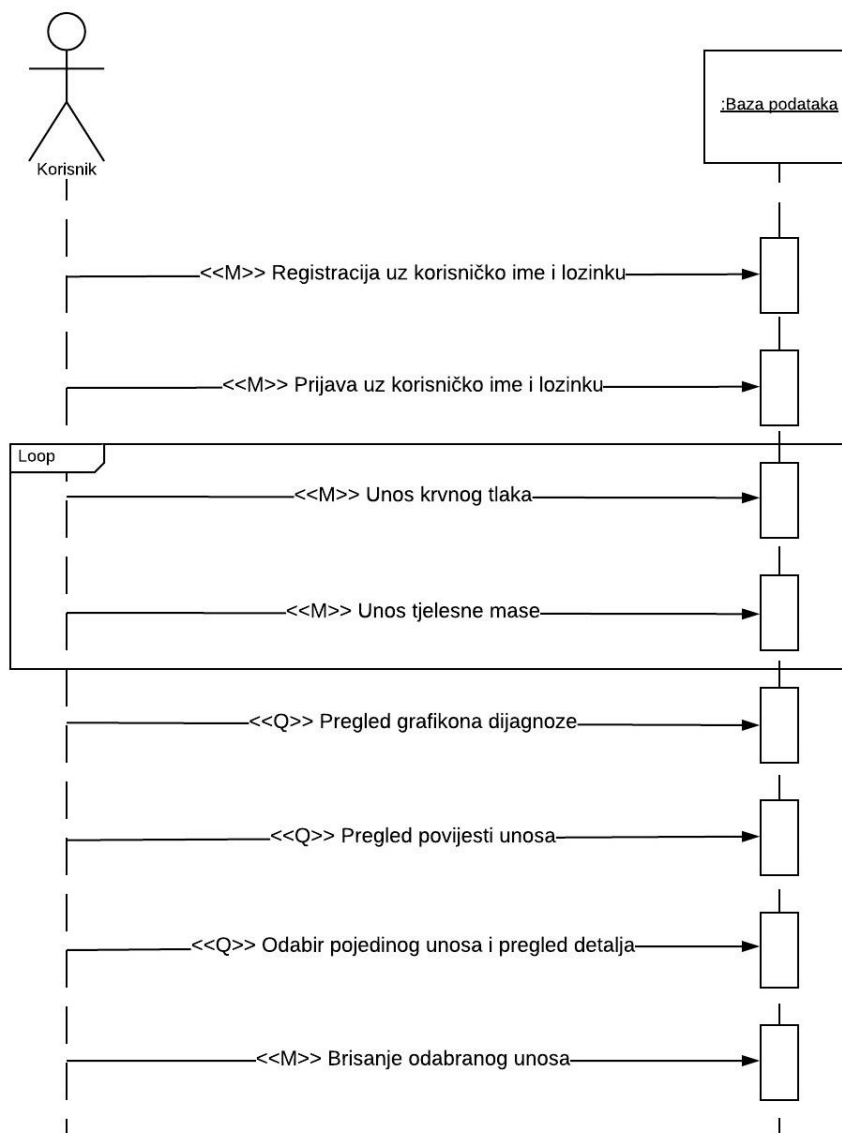 :Baza podataka
Korisnik
<<M>> Registracija uz korisničko ime i lozinku
<<M>> Prijava uz korisničko ime i lozinku
Loop
<<M>> Unos krvnog tlaka
<<M>> Unos tjelesne mase
<<Q>> Pregled grafikona dijagnoze
<<Q>> Pregled povijesti unosa
<<Q>> Odabir pojedinog unosa i pregled detalja
<<M>> Brisanje odabranog unosa